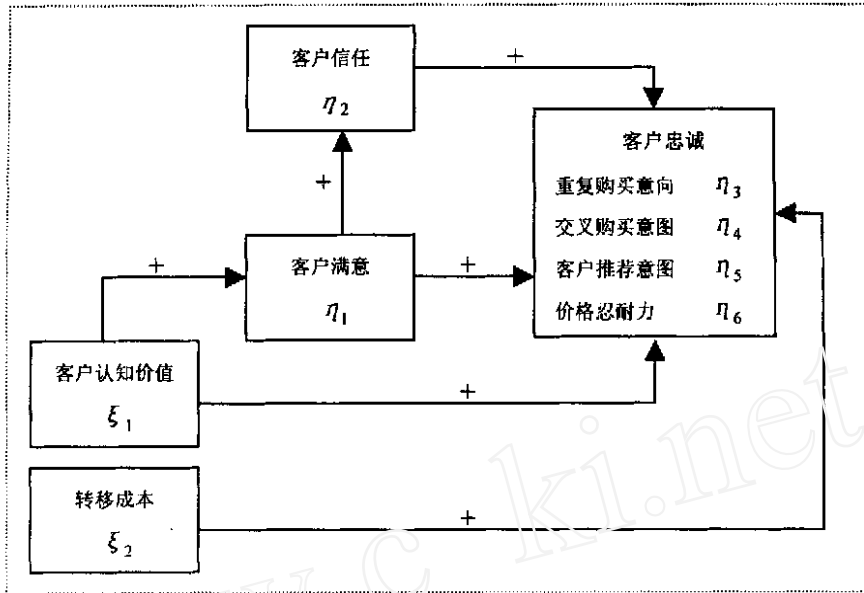 客户信任
η2
+
+
客户忠诚
重复购买意向 η3
交叉购买意图 η4
客户推荐意图 η5
价格忍耐力 η6
+
客户满意
η1
+
客户认知价值
ξ1
+
转移成本
ξ2
+